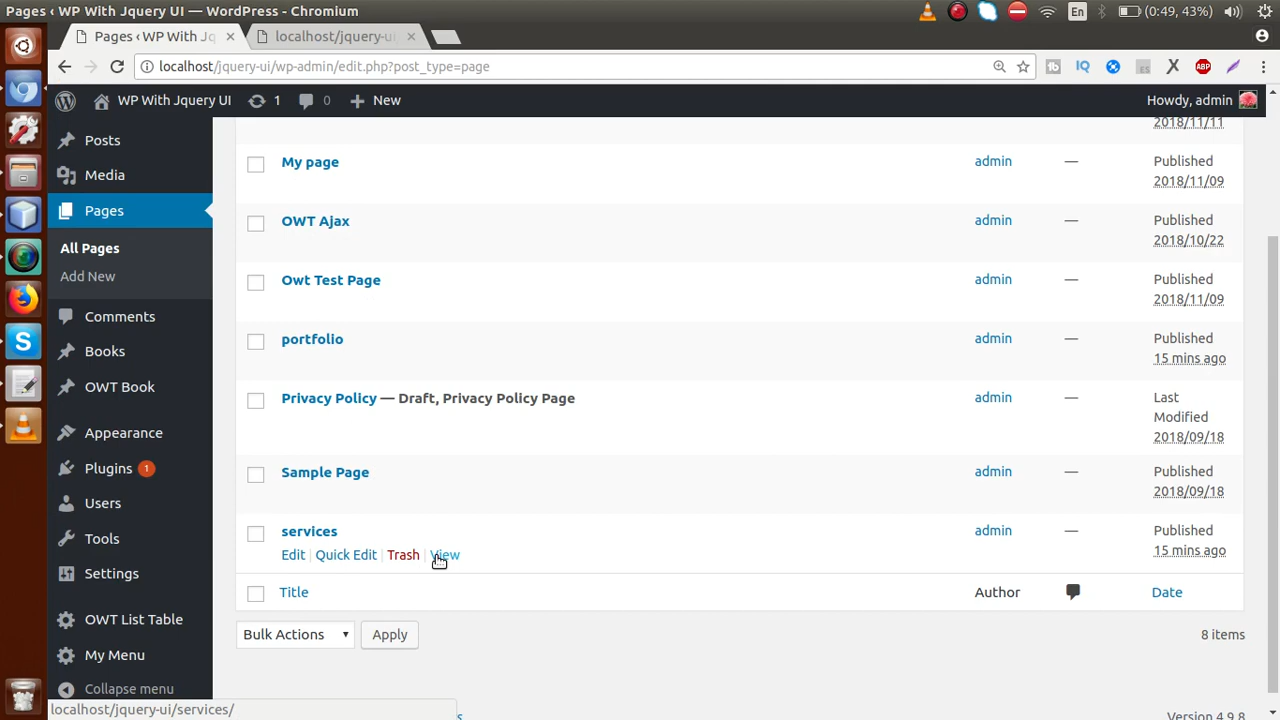 Pages ‹ WP With Jquery UI — WordPress - Chromium
En
(0:49, 43%)
Pages ‹ WP With Jq
localhost/jquery-u
localhost/jquery-ui/wp-admin/edit.php?post_type=page
WP With Jquery UI
1
0
New
Howdy, admin
Posts
Media
Pages
All Pages
Add New
Comments
Books
OWT Book
Appearance
Plugins 1
Users
Tools
Settings
OWT List Table
My Menu
Collapse menu
2018/11/11
My page admin — Published
2018/11/09
OWT Ajax admin — Published
2018/10/22
Owt Test Page admin — Published
2018/11/09
portfolio admin — Published
15 mins ago
Privacy Policy — Draft, Privacy Policy Page admin — Last
Modified
2018/09/18
Sample Page admin — Published
2018/09/18
services admin — Published
Edit | Quick Edit | Trash | View 15 mins ago
Title Author Date
Bulk Actions Apply 8 items
localhost/jquery-ui/services/
Version 4.9.8